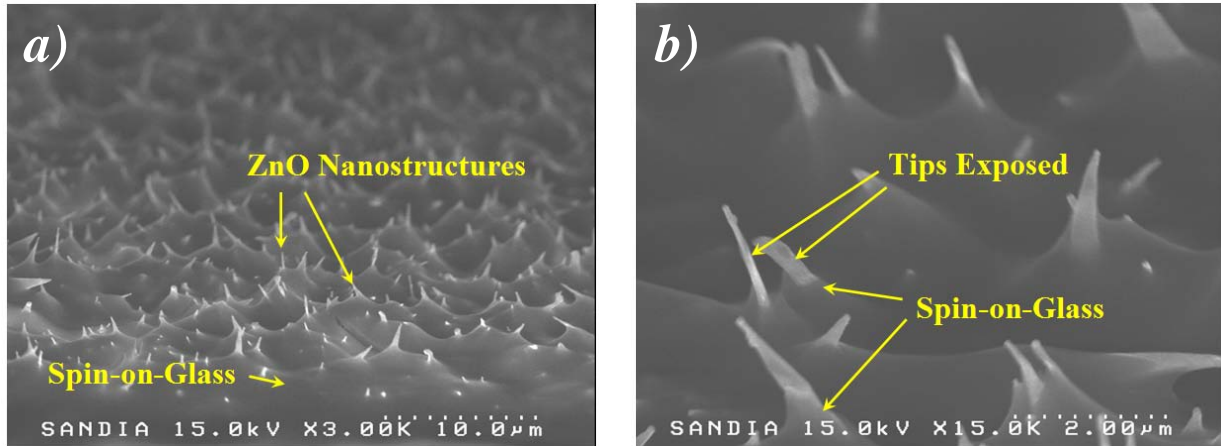 a)
ZnO Nanostructures
Spin-on-Glass
SANDIA 15.0kV X3.00K 10.0μm
b)
Tips Exposed
Spin-on-Glass
SANDIA 15.0kV X15.0K 2.00μm